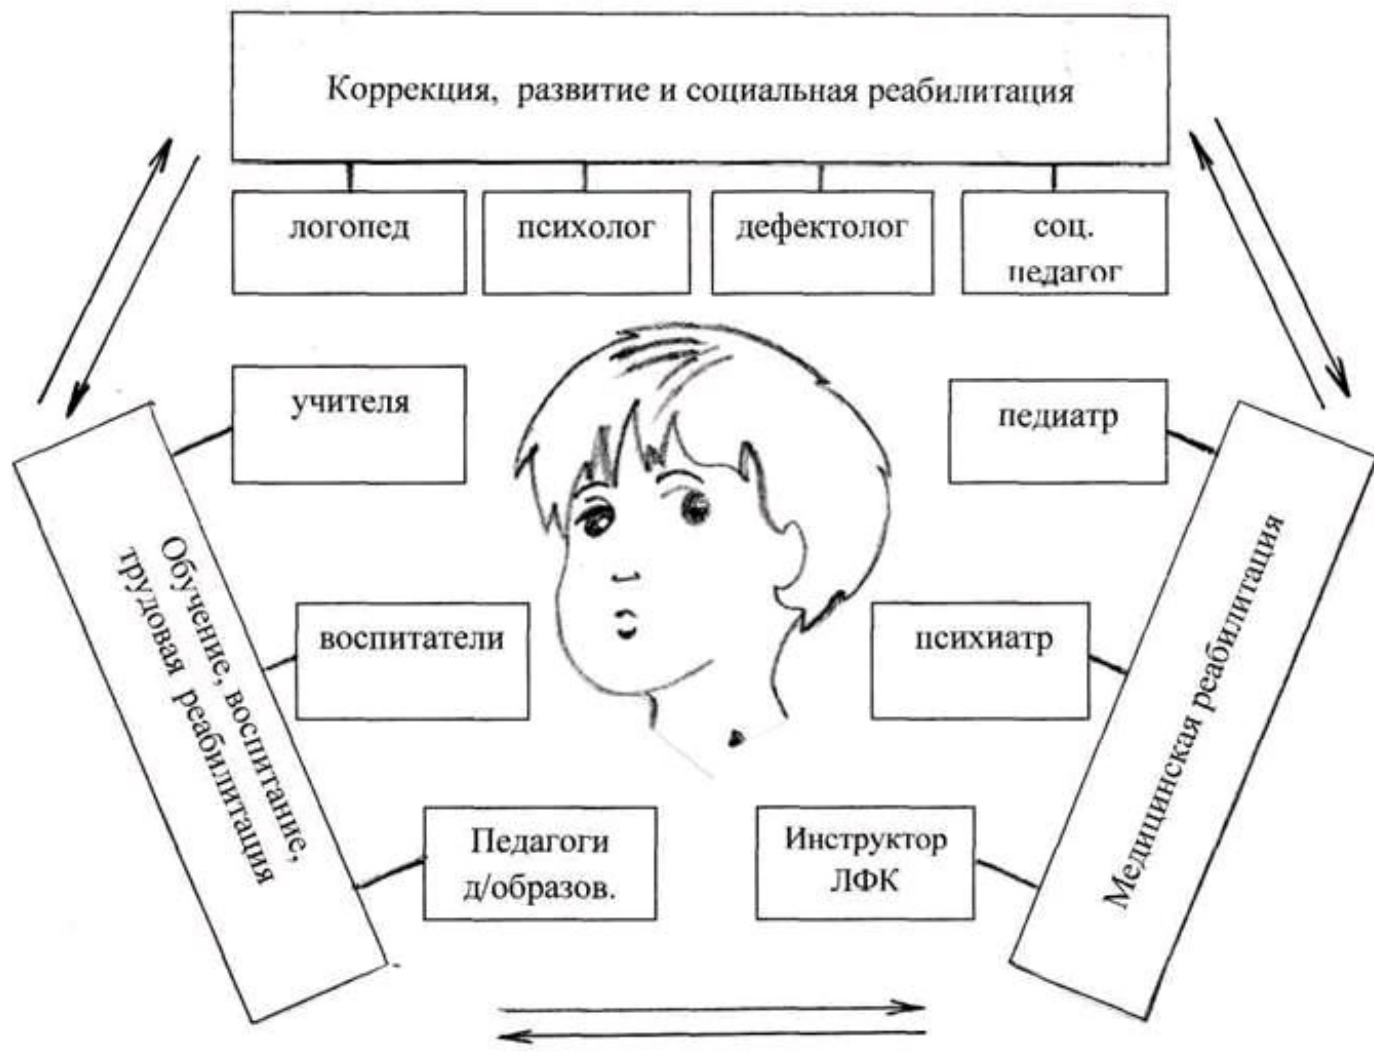 Коррекция, развитие и социальная реабилитация
логопед
психолог
дефектолог
соц.
педагог
учителя
педиатр
Обучение, воспитание,
трудовая реабилитация
Медицинская реабилитация
воспитатели
психиатр
Педагоги
д/образов.
Инструктор
ЛФК